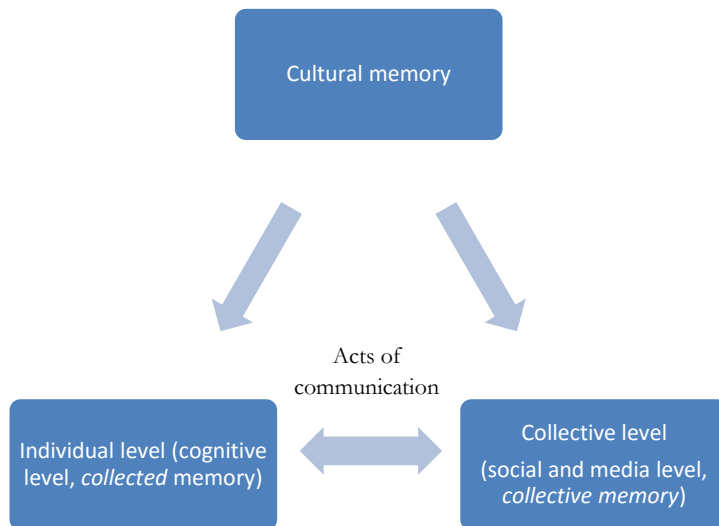 Cultural memory
Acts of
communication
Individual level (cognitive
level, collected memory)
Collective level
(social and media level,
collective memory)